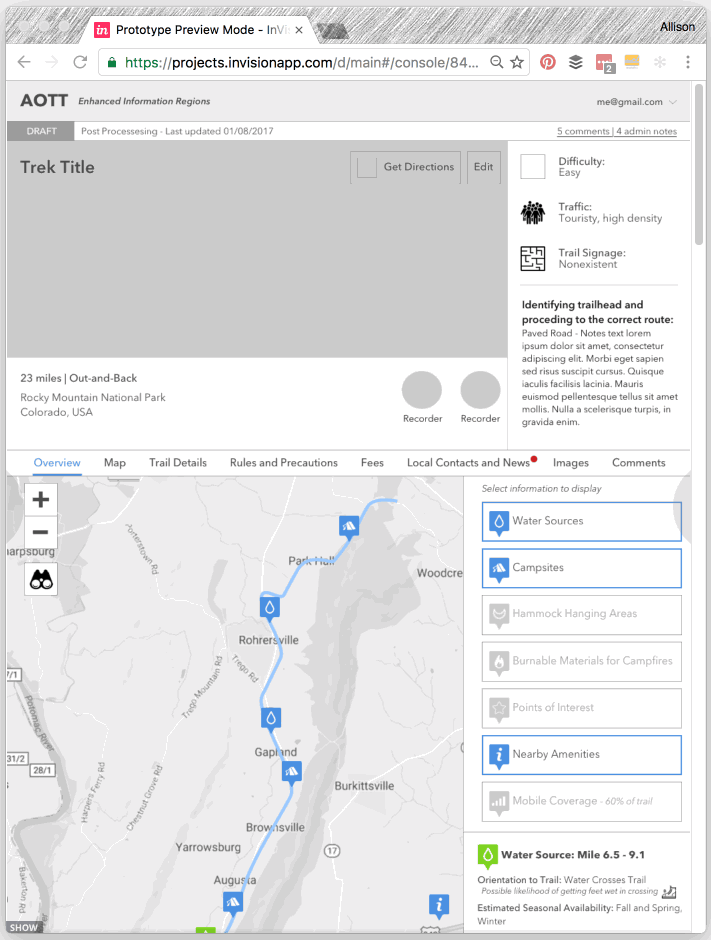 Allison
in Prototype Preview Mode - InVis
https://projects.invisionapp.com/d/main#/console/84...
2
AOTT Enhanced Information Regions
me@gmail.com
DRAFT Post Processesing - Last updated 01/08/2017
5 comments | 4 admin notes
Trek Title
Get Directions
Edit
Difficulty:
Easy
Traffic:
Touristy, high density
Trail Signage:
Nonexistent
Identifying trailhead and
proceding to the correct route:
Paved Road - Notes text lorem
ipsum dolor sit amet, consectetur
adipiscing elit. Morbi eget sapien
sed risus suscipit cursus. Quisque
iaculis facilisis lacinia. Mauris
euismod pellentesque tellus sit amet
mollis. Nulla a scelerisque turpis, in
gravida enim.
23 miles | Out-and-Back
Rocky Mountain National Park
Colorado, USA
Recorder
Recorder
Overview Map Trail Details Rules and Precautions Fees Local Contacts and News Images Comments
+
−
arpsburg
Porterstown Rd
Park Hall
Woodcre
Rohrersville
Trego Rd
Trego Mountain Rd
7/1
Potomac River
31/2
28/1
Gapland
Harpers Ferry Rd
Chestnut Grove Rd
Burkittsville
Brownsville
17
Yarrowsburg
Augusta
Bakerton Rd
SHOW
Select information to display
Water Sources
Campsites
Hammock Hanging Areas
Burnable Materials for Campfires
Points of Interest
Nearby Amenities
Mobile Coverage - 60% of trail
Water Source: Mile 6.5 - 9.1
Orientation to Trail: Water Crosses Trail
Possible likelihood of getting feet wet in crossing
Estimated Seasonal Availability: Fall and Spring,
Winter